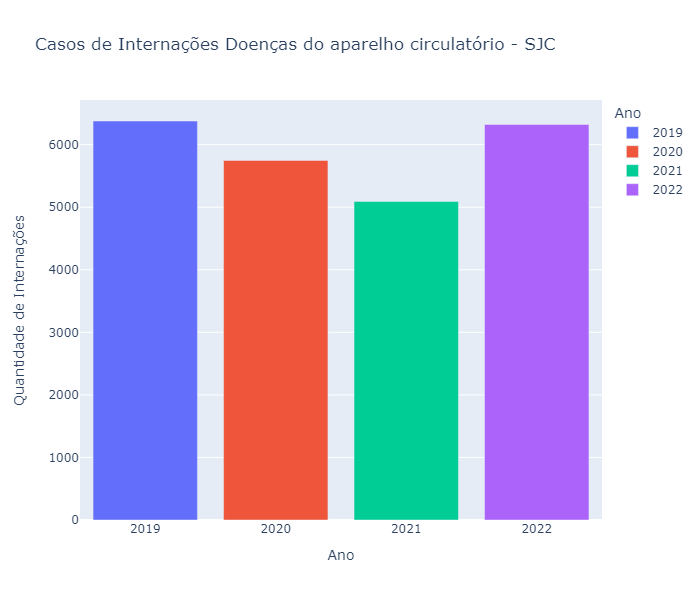 Casos de Internações Doenças do aparelho circulatório - SJC
Ano
2019
2020
2021
2022
Quantidade de Internações
6000
5000
4000
3000
2000
1000
0
2019 2020 2021 2022
Ano